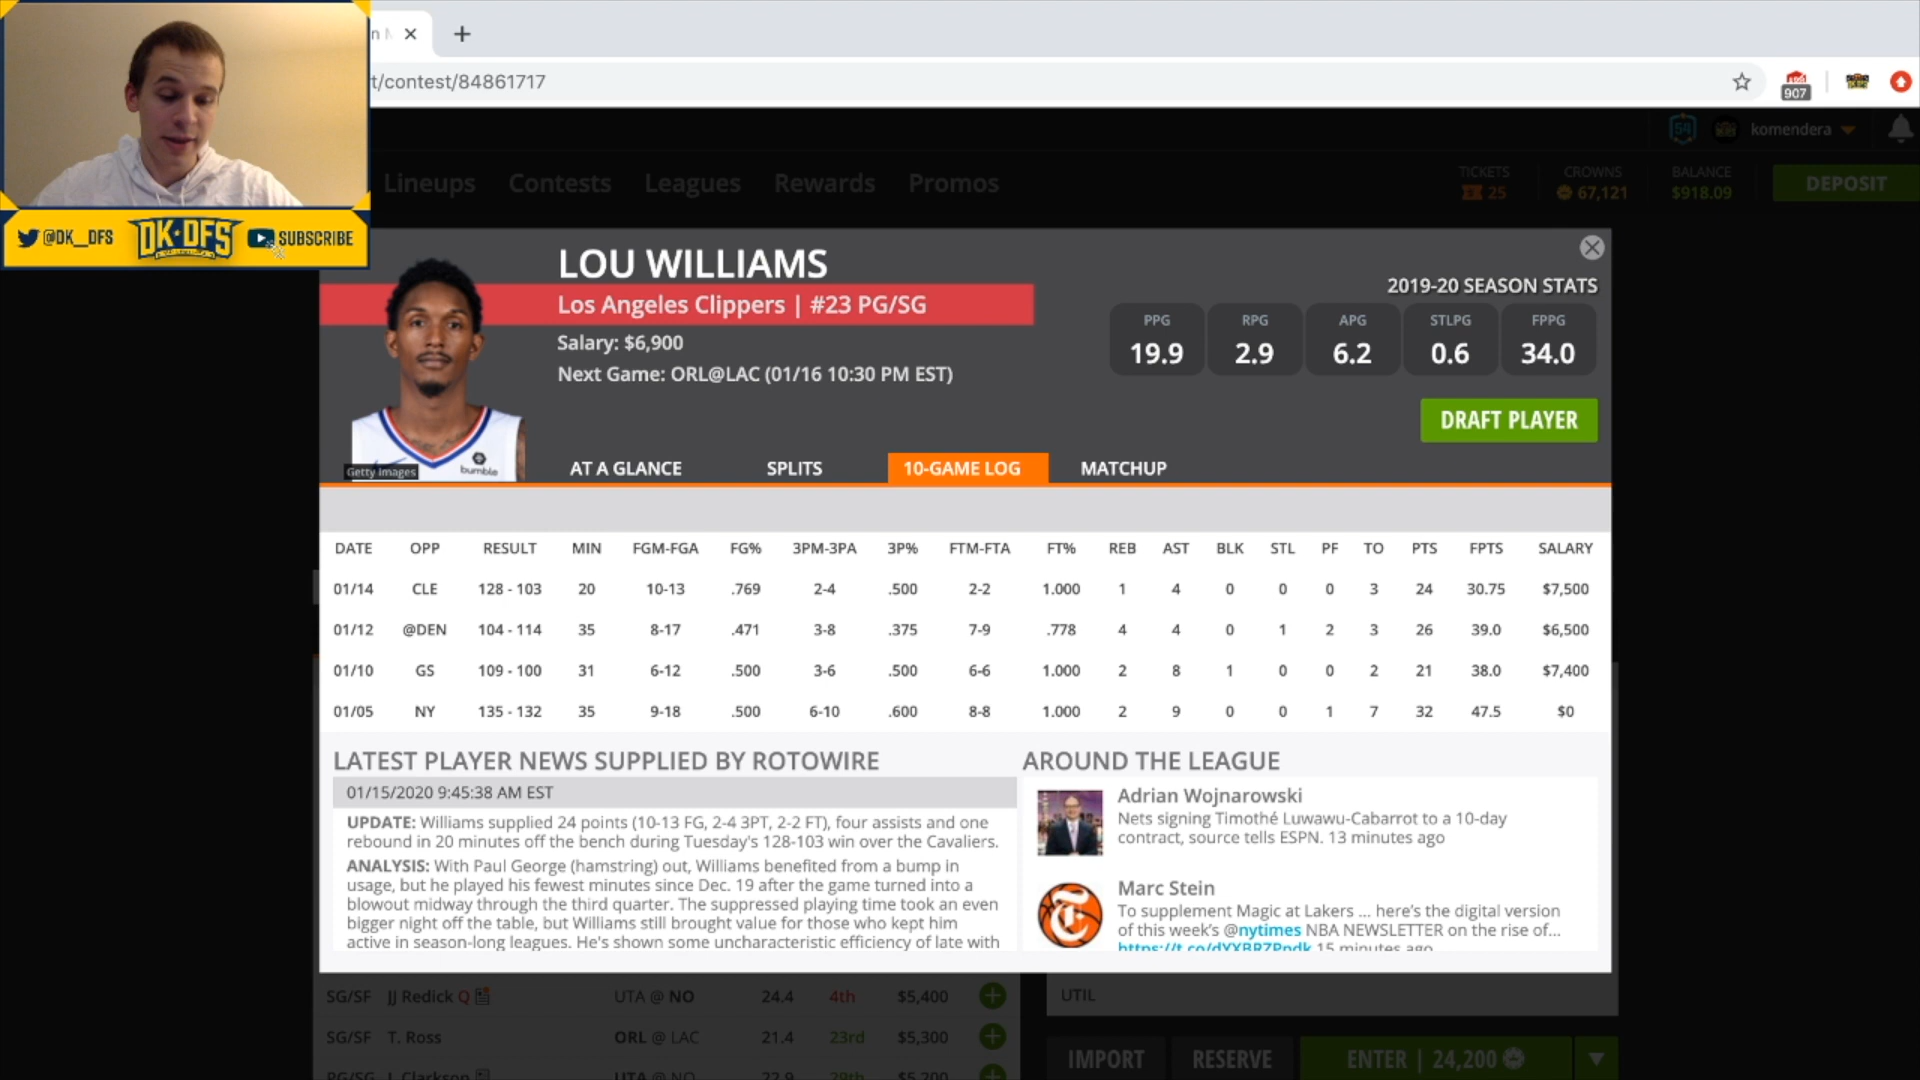 t/contest/84861717
907
54
komendera
Lineups
Contests
Leagues
Rewards
Promos
TICKETS
25
CROWNS
67,121
BALANCE
$918.09
DEPOSIT
@DK__DFS
DK★DFS
SUBSCRIBE
LOU WILLIAMS
Los Angeles Clippers | #23 PG/SG
Salary: $6,900
Next Game: ORL@LAC (01/16 10:30 PM EST)
2019-20 SEASON STATS
PPG RPG APG STLPG FPPG
19.9 2.9 6.2 0.6 34.0
DRAFT PLAYER
Getty Images
bumble
AT A GLANCE SPLITS 10-GAME LOG MATCHUP
DATE OPP RESULT MIN FGM-FGA FG% 3PM-3PA 3P% FTM-FTA FT% REB AST BLK STL PF TO PTS FPTS SALARY
01/14 CLE 128 - 103 20 10-13 .769 2-4 .500 2-2 1.000 1 4 0 0 0 3 24 30.75 $7,500
01/12 @DEN 104 - 114 35 8-17 .471 3-8 .375 7-9 .778 4 4 0 1 2 3 26 39.0 $6,500
01/10 GS 109 - 100 31 6-12 .500 3-6 .500 6-6 1.000 2 8 1 0 0 2 21 38.0 $7,400
01/05 NY 135 - 132 35 9-18 .500 6-10 .600 8-8 1.000 2 9 0 0 1 7 32 47.5 $0
LATEST PLAYER NEWS SUPPLIED BY ROTOWIRE
01/15/2020 9:45:38 AM EST
UPDATE: Williams supplied 24 points (10-13 FG, 2-4 3PT, 2-2 FT), four assists and one
rebound in 20 minutes off the bench during Tuesday's 128-103 win over the Cavaliers.
ANALYSIS: With Paul George (hamstring) out, Williams benefited from a bump in
usage, but he played his fewest minutes since Dec. 19 after the game turned into a
blowout midway through the third quarter. The suppressed playing time took an even
bigger night off the table, but Williams still brought value for those who kept him
active in season-long leagues. He's shown some uncharacteristic efficiency of late with
AROUND THE LEAGUE
Adrian Wojnarowski
Nets signing Timothé Luwawu-Cabarrot to a 10-day
contract, source tells ESPN. 13 minutes ago
Marc Stein
To supplement Magic at Lakers ... here's the digital version
of this week's @nytimes NBA NEWSLETTER on the rise of...
https://t.co/dYXBRZPpdk 15 minutes ago
SG/SF JJ Redick Q UTA @ NO 24.4 4th $5,400
SG/SF T. Ross ORL @ LAC 21.4 23rd $5,300
PG/SG J. Clarkson UTA @ NO 22.9 29th $5,200
UTIL
IMPORT
RESERVE
ENTER | 24,200